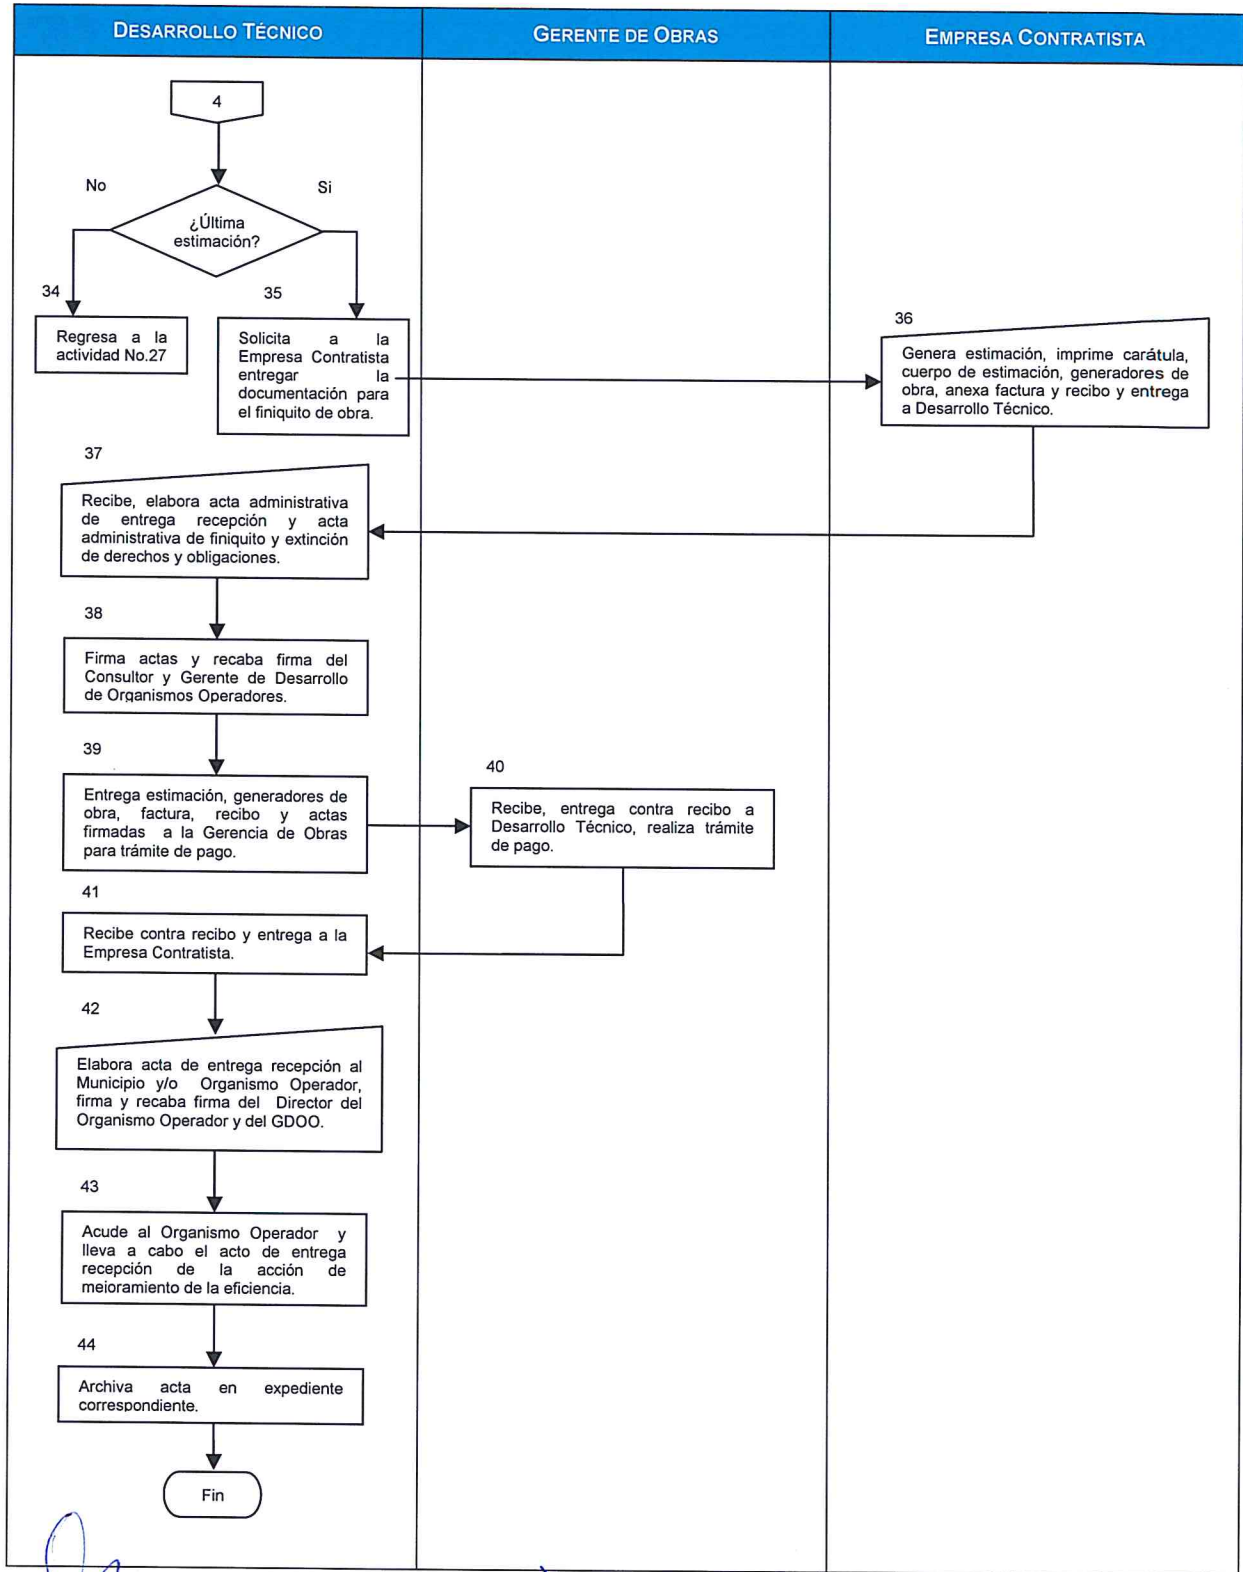 DESARROLLO TÉCNICO
GERENTE DE OBRAS
EMPRESA CONTRATISTA
4
No
Si
¿Última
estimación?
34
Regresa a la
actividad No.27
35
Solicita a la
Empresa Contratista
entregar la
documentación para
el finiquito de obra.
36
Genera estimación, imprime carátula,
cuerpo de estimación, generadores de
obra, anexa factura y recibo y entrega
a Desarrollo Técnico.
37
Recibe, elabora acta administrativa
de entrega recepción y acta
administrativa de finiquito y extinción
de derechos y obligaciones.
38
Firma actas y recaba firma del
Consultor y Gerente de Desarrollo
de Organismos Operadores.
39
Entrega estimación, generadores de
obra, factura, recibo y actas
firmadas a la Gerencia de Obras
para trámite de pago.
40
Recibe, entrega contra recibo a
Desarrollo Técnico, realiza trámite
de pago.
41
Recibe contra recibo y entrega a la
Empresa Contratista.
42
Elabora acta de entrega recepción al
Municipio y/o Organismo Operador,
firma y recaba firma del Director del
Organismo Operador y del GDOO.
43
Acude al Organismo Operador y
lleva a cabo el acto de entrega
recepción de la acción de
mejoramiento de la eficiencia.
44
Archiva acta en expediente
correspondiente.
Fin